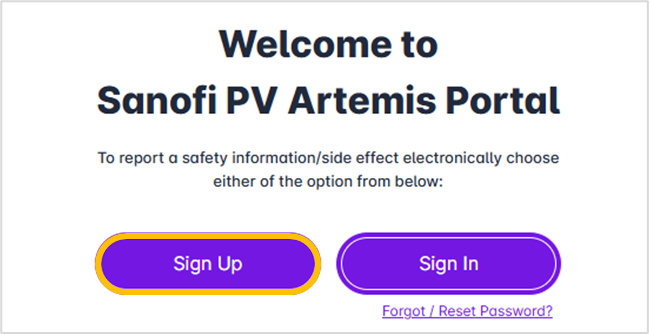 Welcome to
Sanofi PV Artemis Portal
To report a safety information/side effect electronically choose
either of the option from below:
Sign Up
Sign In
Forgot / Reset Password?